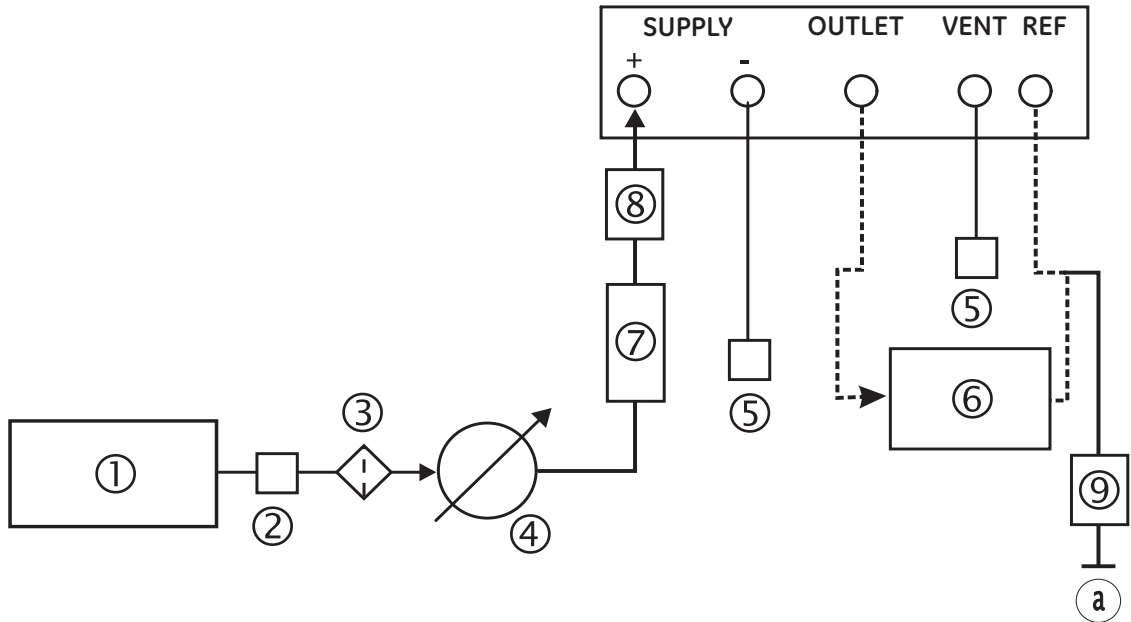 SUPPLY OUTLET VENT REF
+ -
⑧
⑤
⑦
③ ⑤ ⑥
① ② ④ ⑨
ⓐ